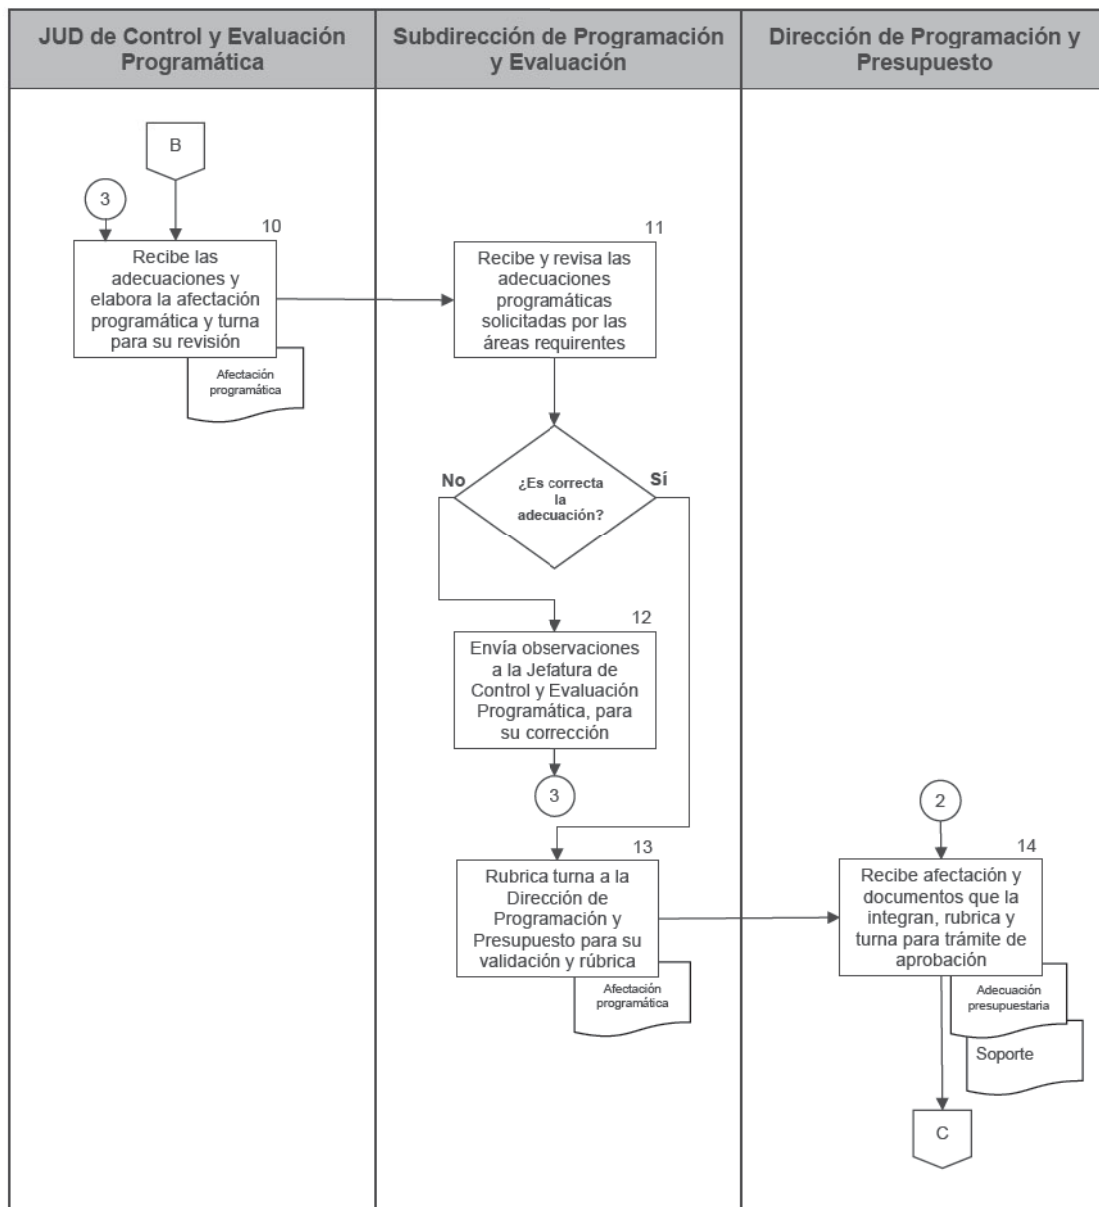 JUD de Control y Evaluación
Programática
Subdirección de Programación
y Evaluación
Dirección de Programación y
Presupuesto
B
3
10
Recibe las
adecuaciones y
elabora la afectación
programática y turna
para su revisión
Afectación
programática
11
Recibe y revisa las
adecuaciones
programáticas
solicitadas por las
áreas requirentes
No
¿Es correcta
la
adecuación?
Sí
12
Envía observaciones
a la Jefatura de
Control y Evaluación
Programática, para
su corrección
3
13
Rubrica turna a la
Dirección de
Programación y
Presupuesto para su
validación y rúbrica
Afectación
programática
2
14
Recibe afectación y
documentos que la
integran, rubrica y
turna para trámite de
aprobación
Adecuación
presupuestaria
Soporte
C